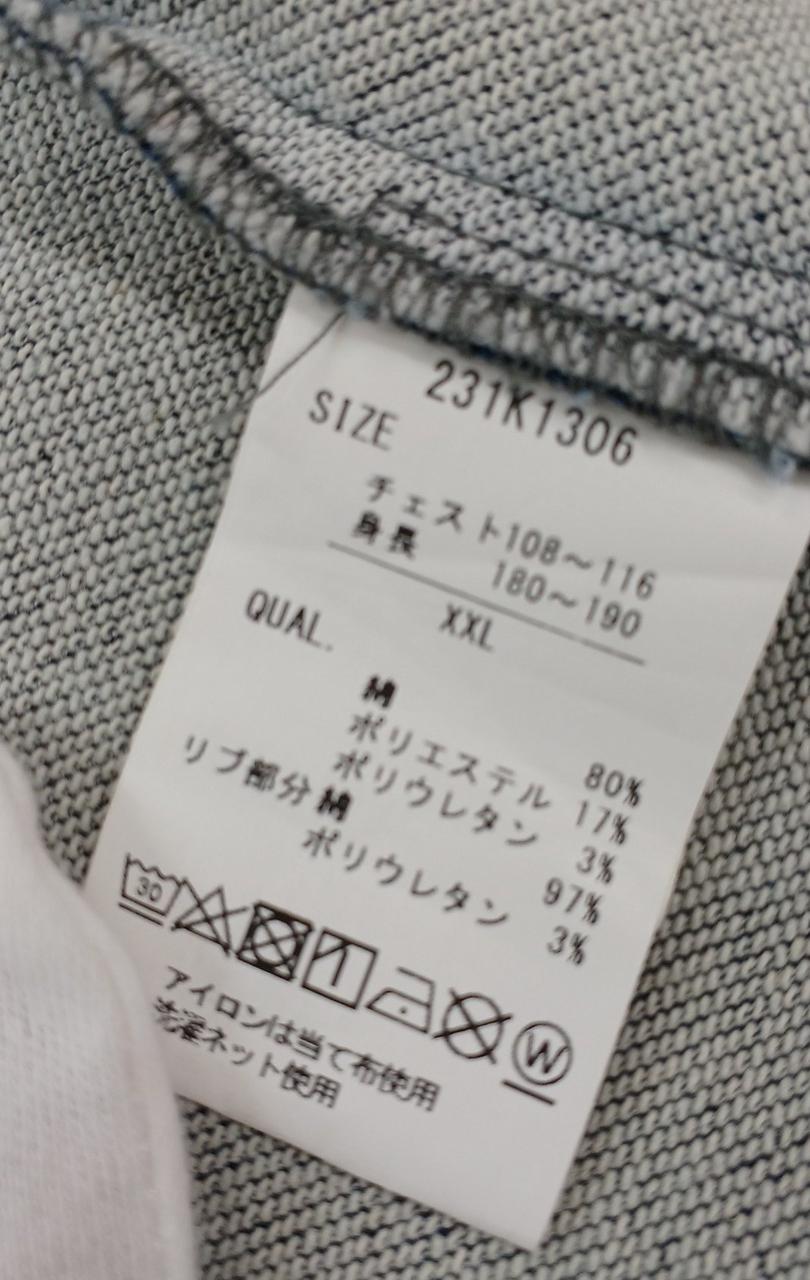 231K1306
SIZE
チェスト108～116
身長 180～190
XXL
QUAL.
綿 80%
ポリエステル 17%
ポリウレタン 3%
リブ部分 綿 97%
ポリウレタン 3%
30 W
アイロンは当て布使用
洗濯ネット使用